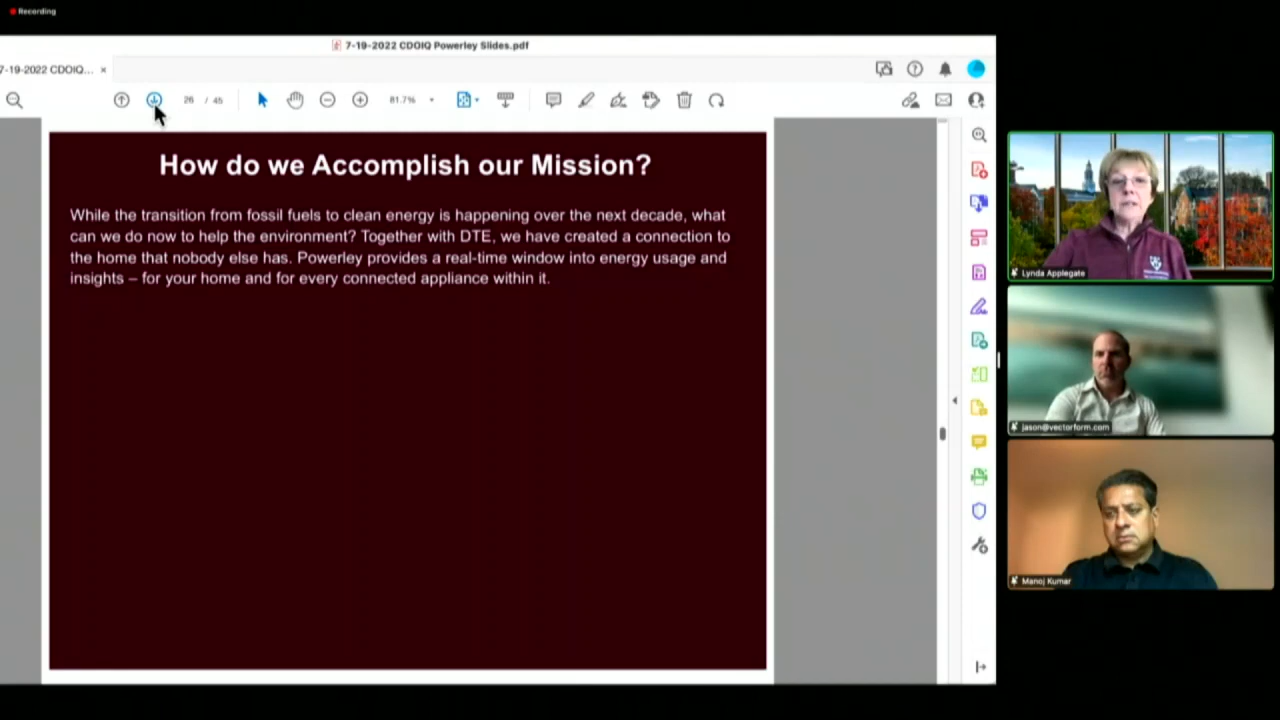 Recording
7-19-2022 CDOIQ Powerley Slides.pdf
7-19-2022 CDOIQ... ×
26 / 45
81.7%
How do we Accomplish our Mission?
While the transition from fossil fuels to clean energy is happening over the next decade, what
can we do now to help the environment? Together with DTE, we have created a connection to
the home that nobody else has. Powerley provides a real-time window into energy usage and
insights – for your home and for every connected appliance within it.
Lynda Applegate
jason@vectorform.com
Manoj Kumar